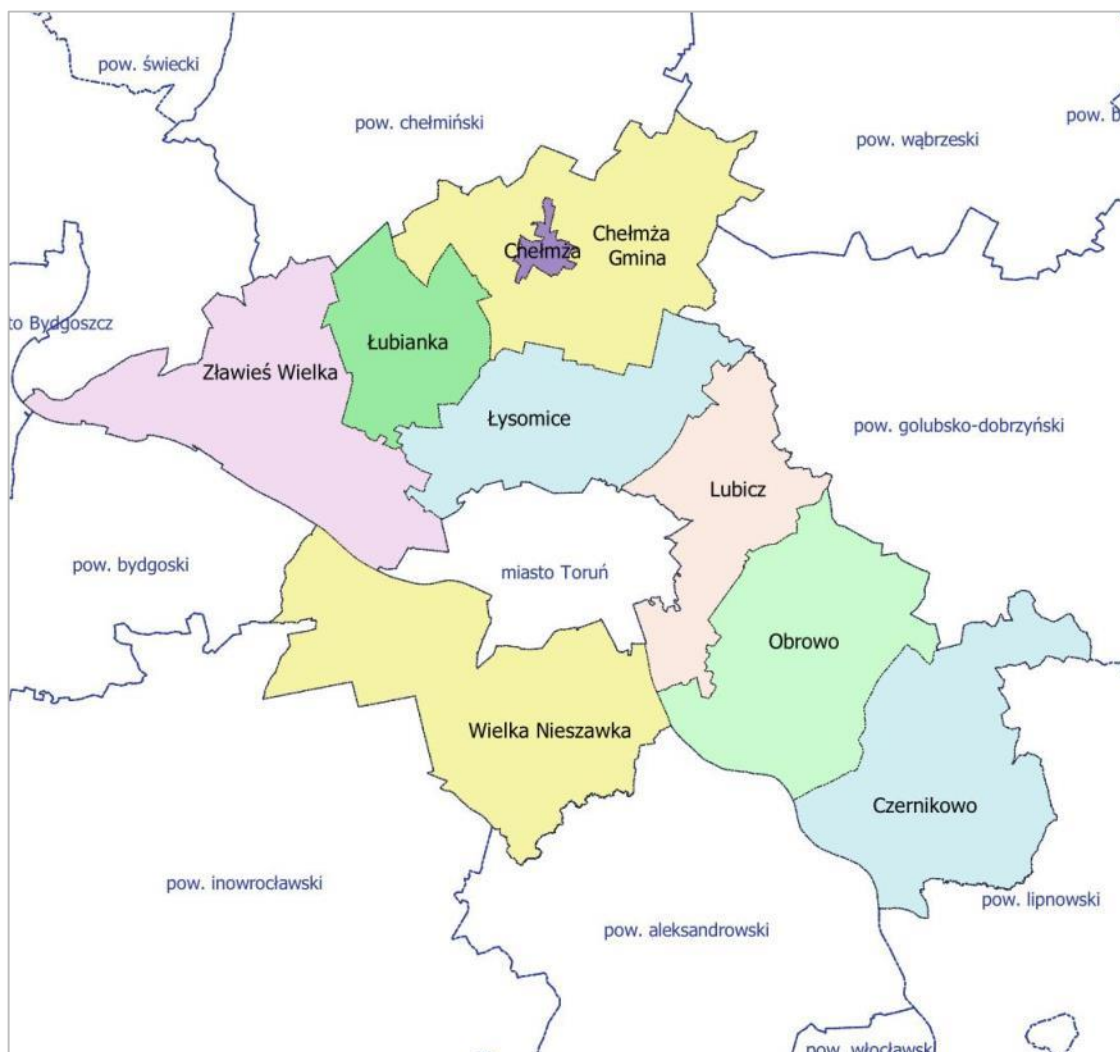 pow. świecki
pow. chełmiński
pow. b
pow. wąbrzeski
Chełmża
Chełmża
Gmina
to Bydgoszcz
Łubianka
Zławieś Wielka
Łysomice
pow. golubsko-dobrzyński
Lubicz
pow. bydgoski
miasto Toruń
Obrowo
Wielka Nieszawka
Czernikowo
pow. inowrocławski
pow. lipnowski
pow. aleksandrowski
pow. włocławski